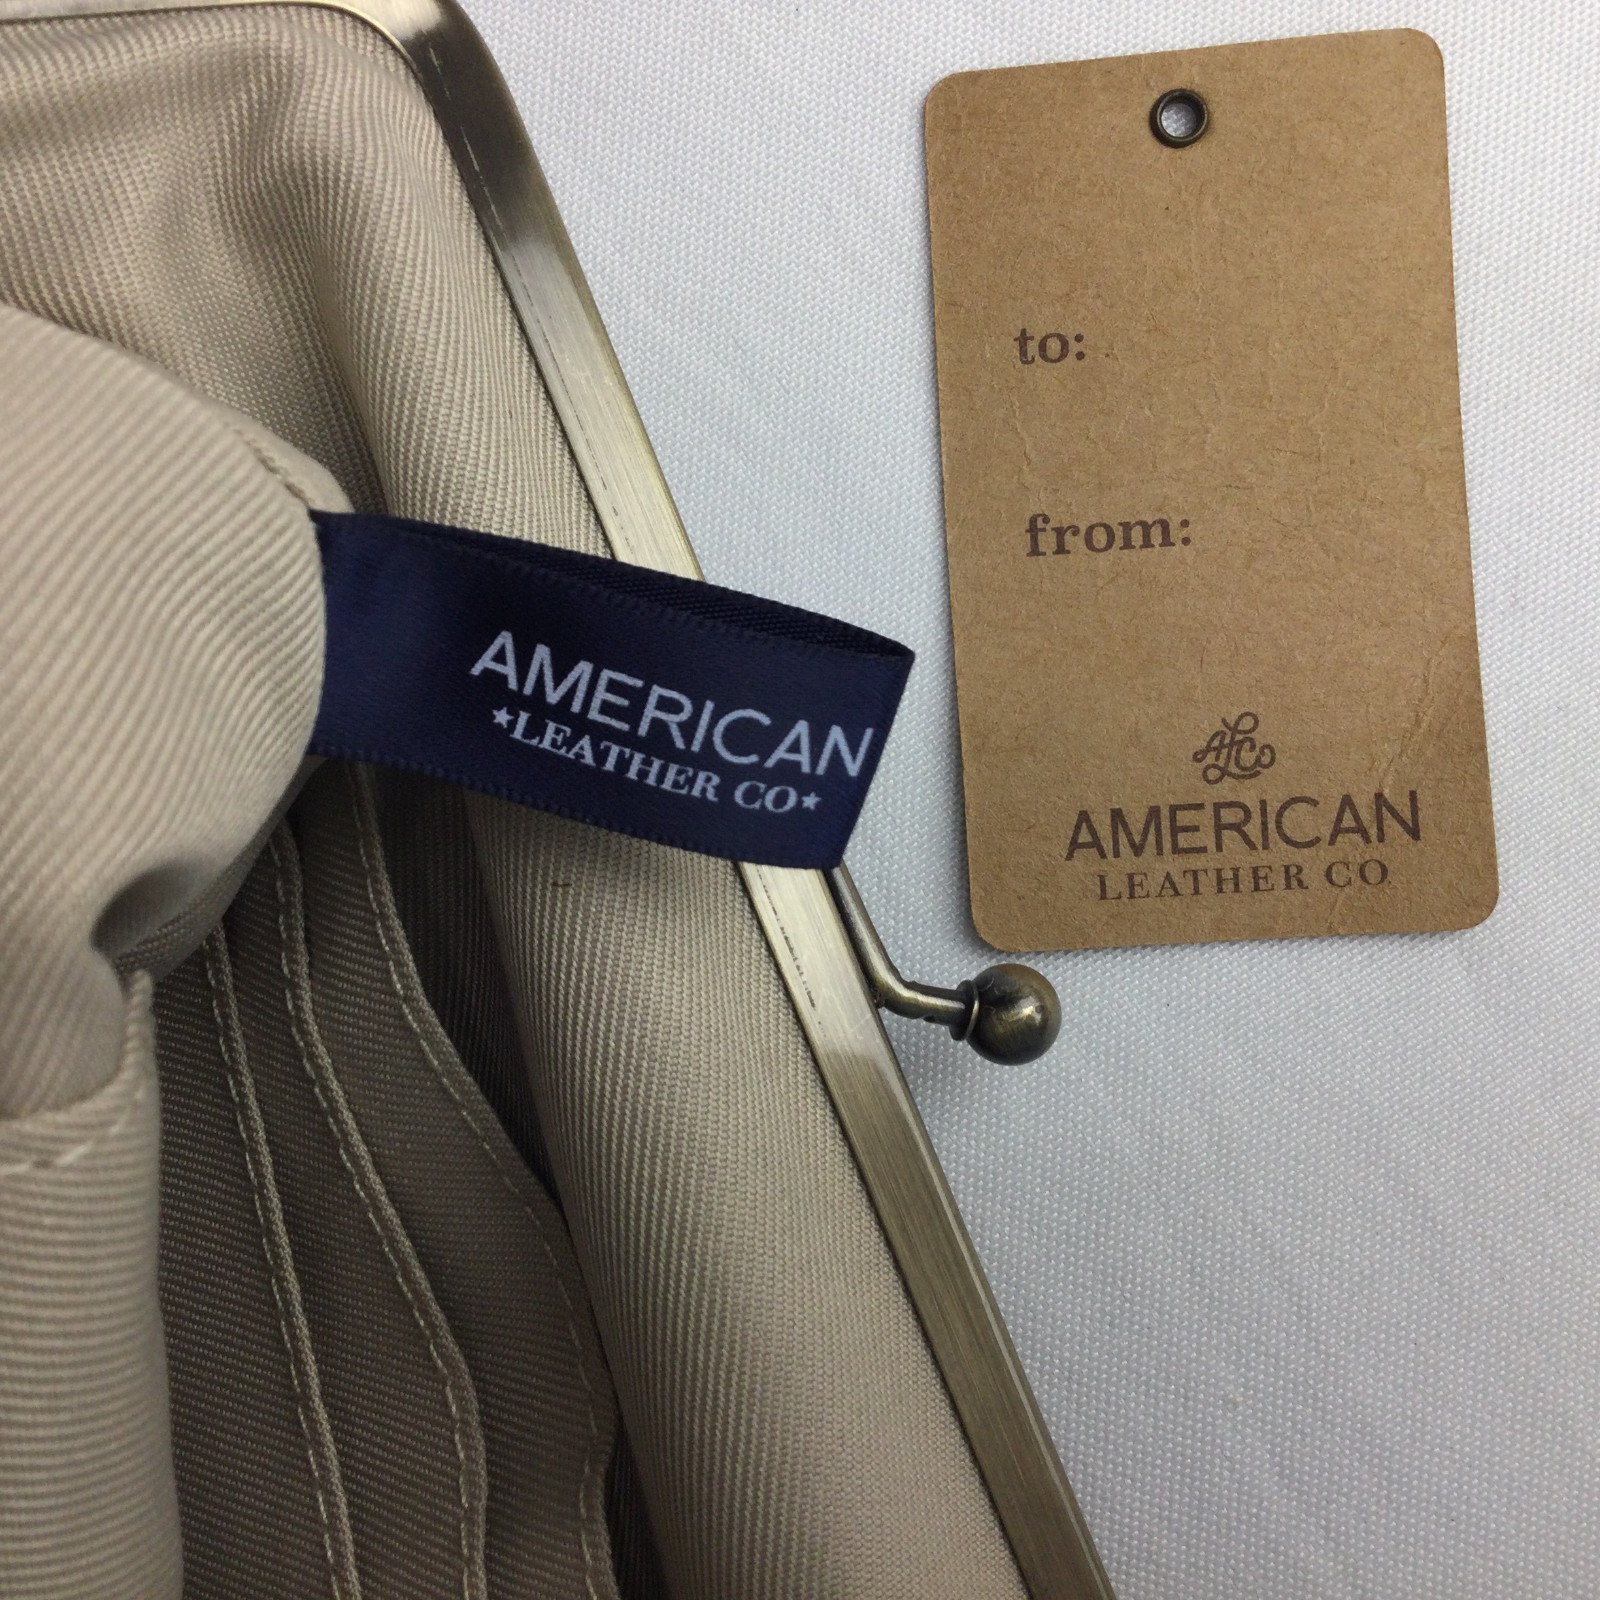 to:
from:
ALCo
AMERICAN
LEATHER CO.
AMERICAN
★LEATHER CO★